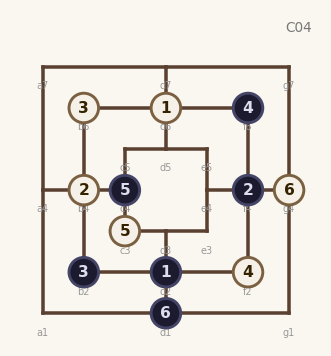 C04
a7 d7 g7
3 1 4
b6 d6 f6
c5 d5 e5
2 5 2 6
a4 b4 c4 e4 f4 g4
5
c3 d3 e3
3 1 4
b2 d2 f2
6
a1 d1 g1